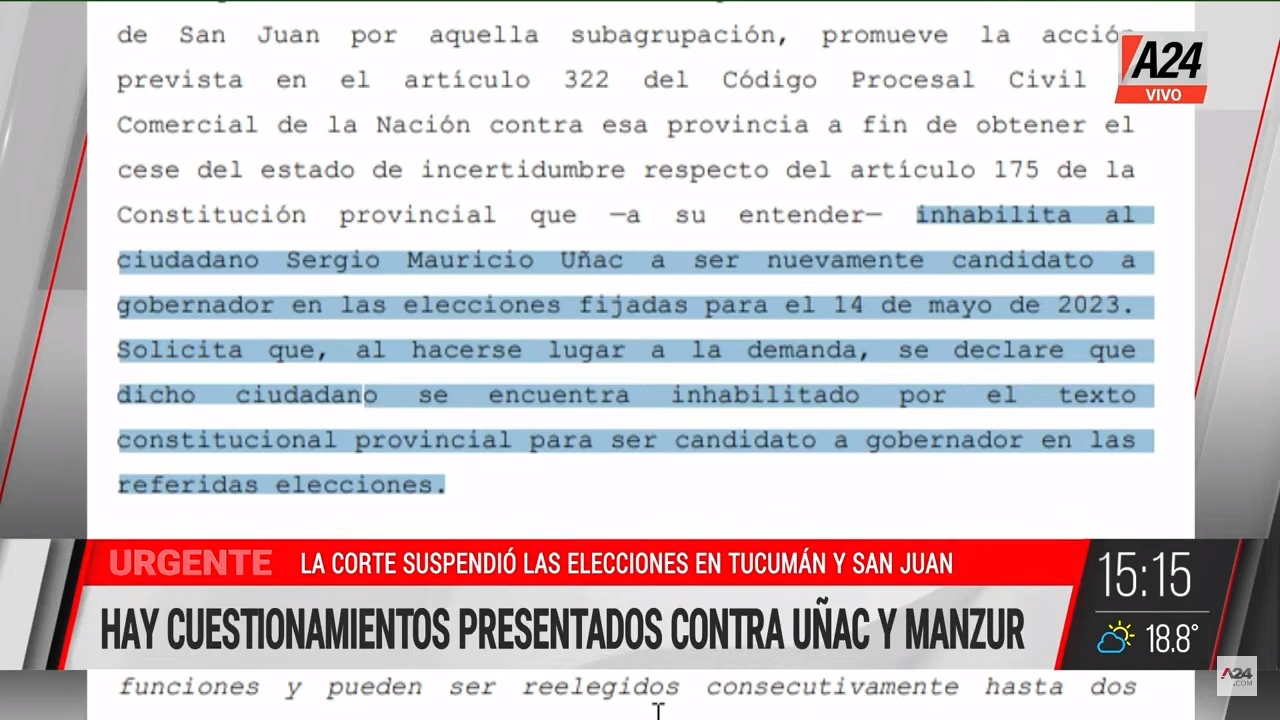 de San Juan por aquella subagrupación, promueve la acción
prevista en el artículo 322 del Código Procesal Civil
Comercial de la Nación contra esa provincia a fin de obtener el
cese del estado de incertidumbre respecto del artículo 175 de la
Constitución provincial que —a su entender— inhabilita al
ciudadano Sergio Mauricio Uñac a ser nuevamente candidato a
gobernador en las elecciones fijadas para el 14 de mayo de 2023.
Solicita que, al hacerse lugar a la demanda, se declare que
dicho ciudadano se encuentra inhabilitado por el texto
constitucional provincial para ser candidato a gobernador en las
referidas elecciones.
A24
VIVO
URGENTE LA CORTE SUSPENDIÓ LAS ELECCIONES EN TUCUMÁN Y SAN JUAN
HAY CUESTIONAMIENTOS PRESENTADOS CONTRA UÑAC Y MANZUR
15:15
18.8°
A24
.COM
funciones y pueden ser reelegidos consecutivamente hasta dos